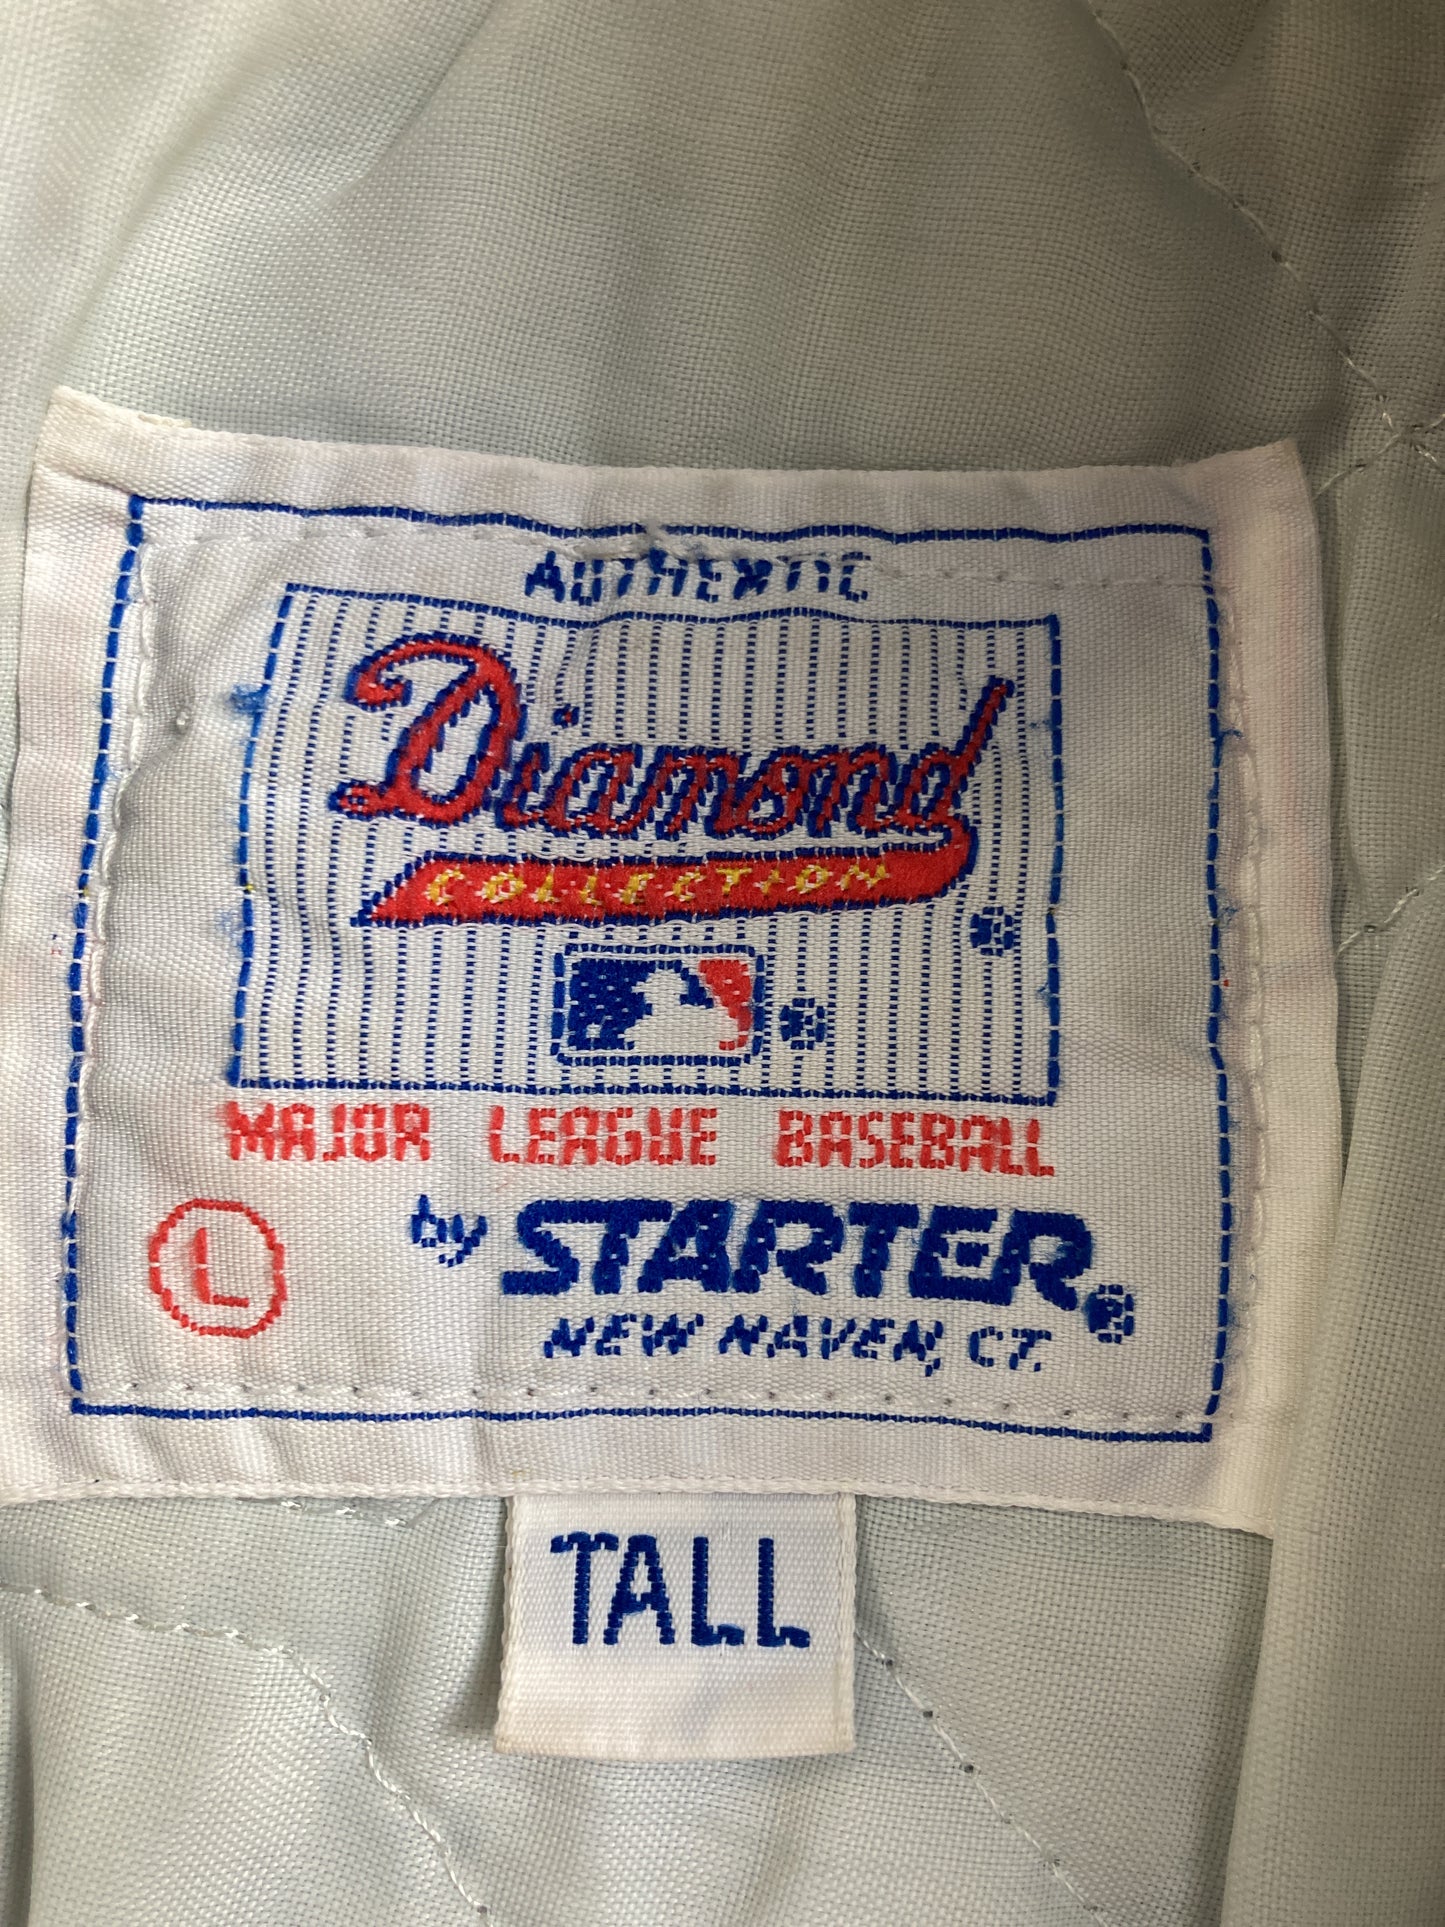 AUTHENTIC
Diamond
COLLECTION ®
®
MAJOR LEAGUE BASEBALL
L
by STARTER®
NEW HAVEN, CT.
TALL